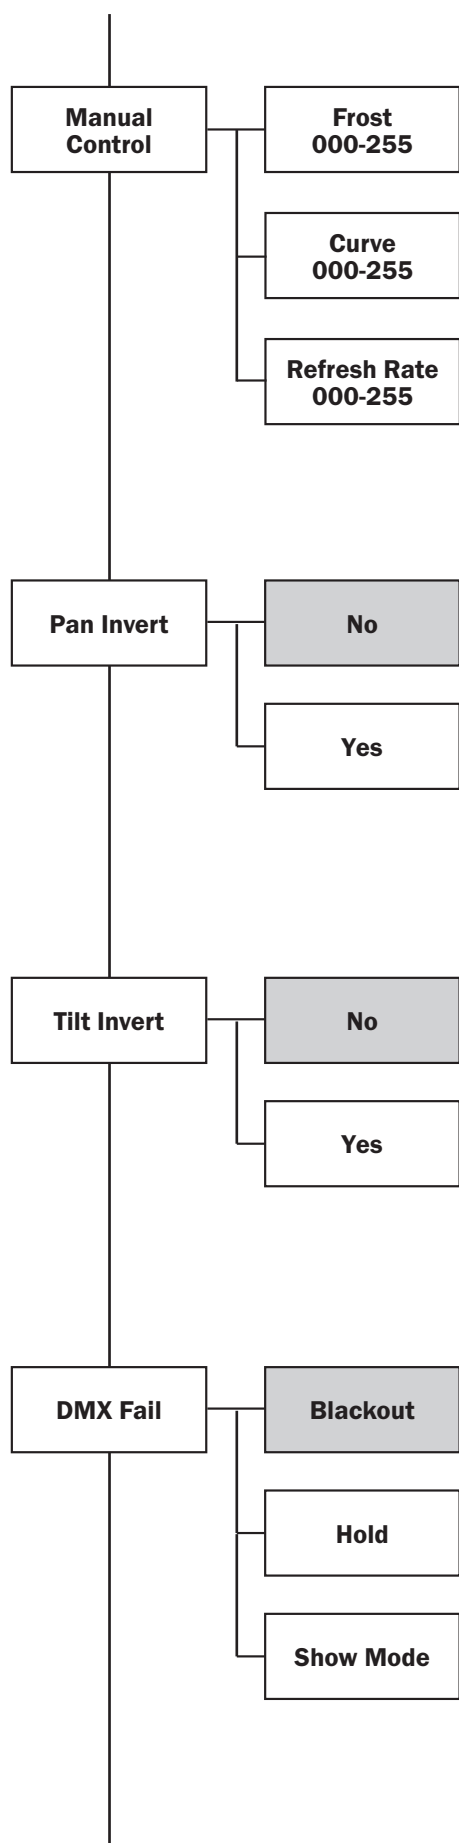 Manual
Control
Frost
000-255
Curve
000-255
Refresh Rate
000-255
Pan Invert
No
Yes
Tilt Invert
No
Yes
DMX Fail
Blackout
Hold
Show Mode